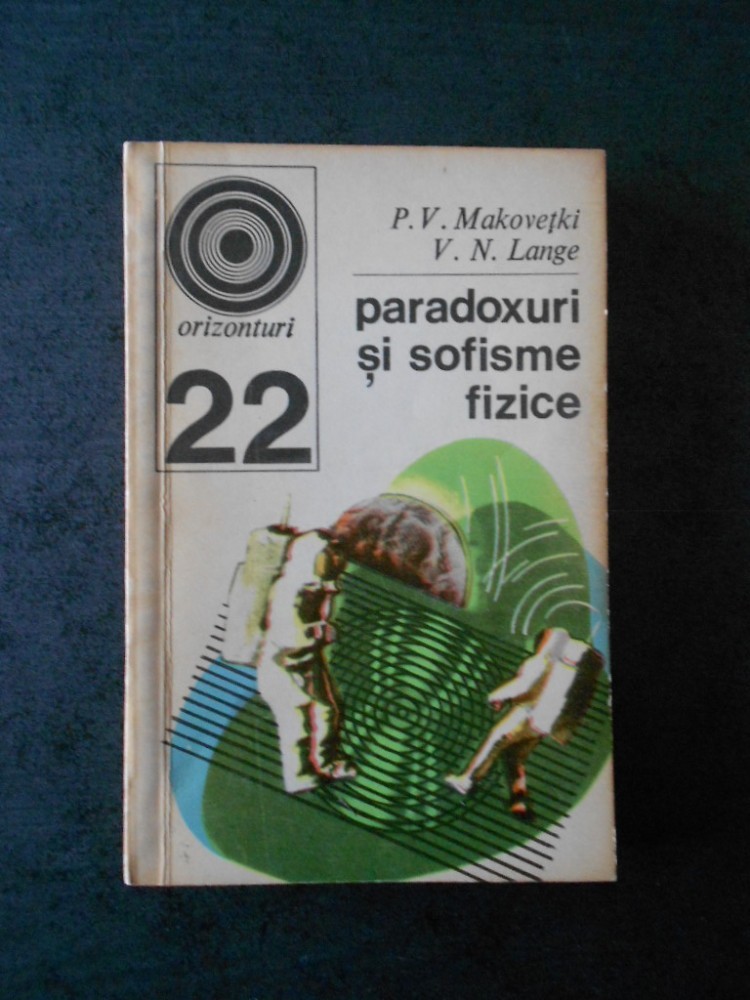 orizonturi
22
P. V. Makovețki
V. N. Lange
paradoxuri
și sofisme
fizice